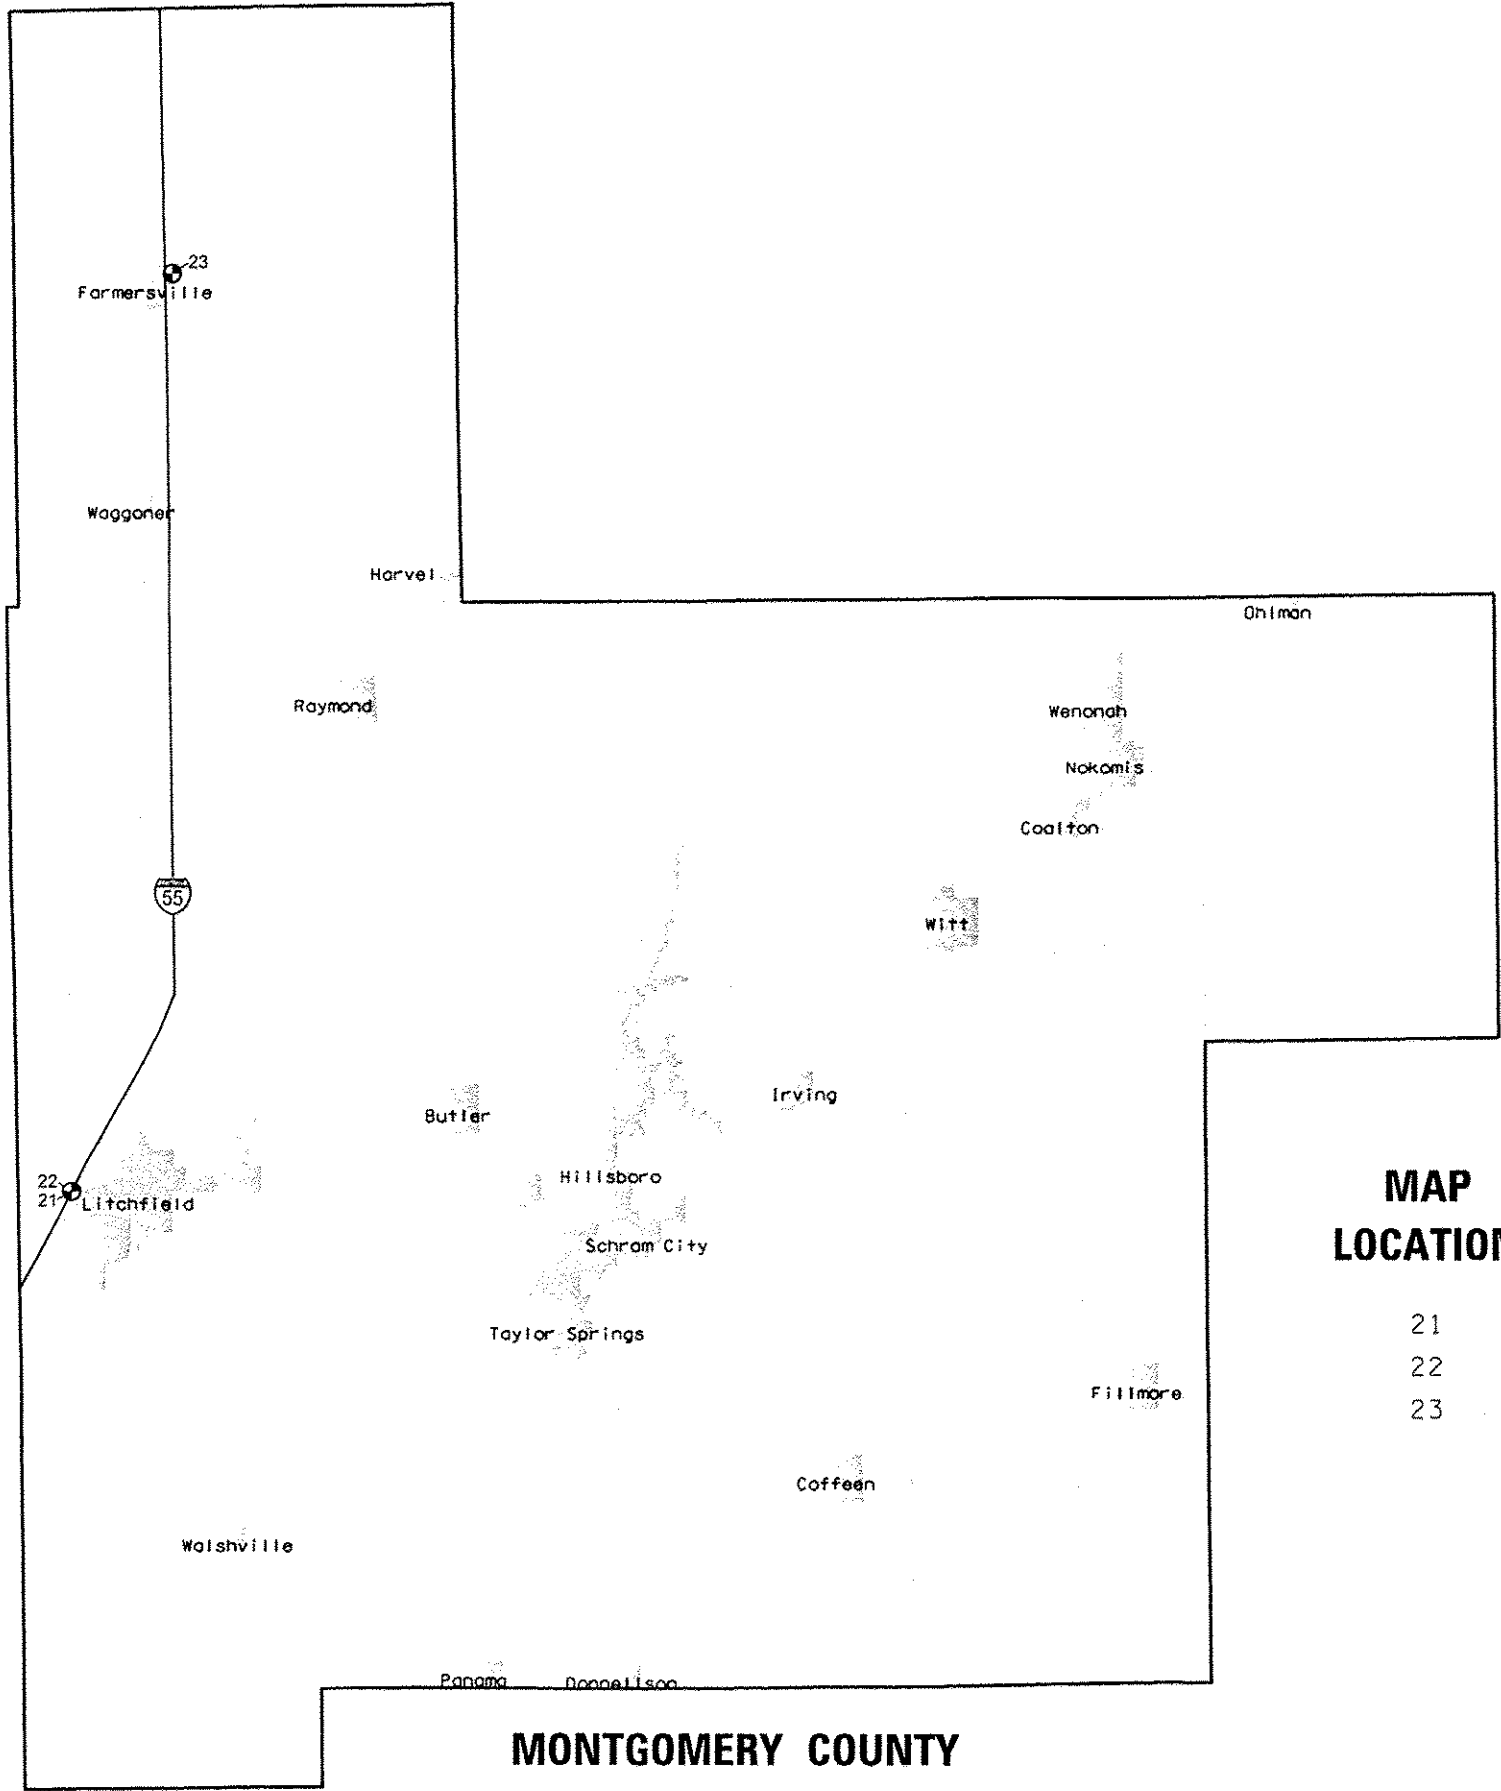 23
Farmersville
Waggoner
Harvel
Ohlman
Raymond
Wenonah
Nokomis
Coalton
55
Witt
Irving
Butler
22
21
Litchfield
Hillsboro
Schram City
Taylor Springs
Fillmore
Coffeen
Walshville
Panama
Donnellson
MONTGOMERY COUNTY
MAP
LOCATION
21
22
23